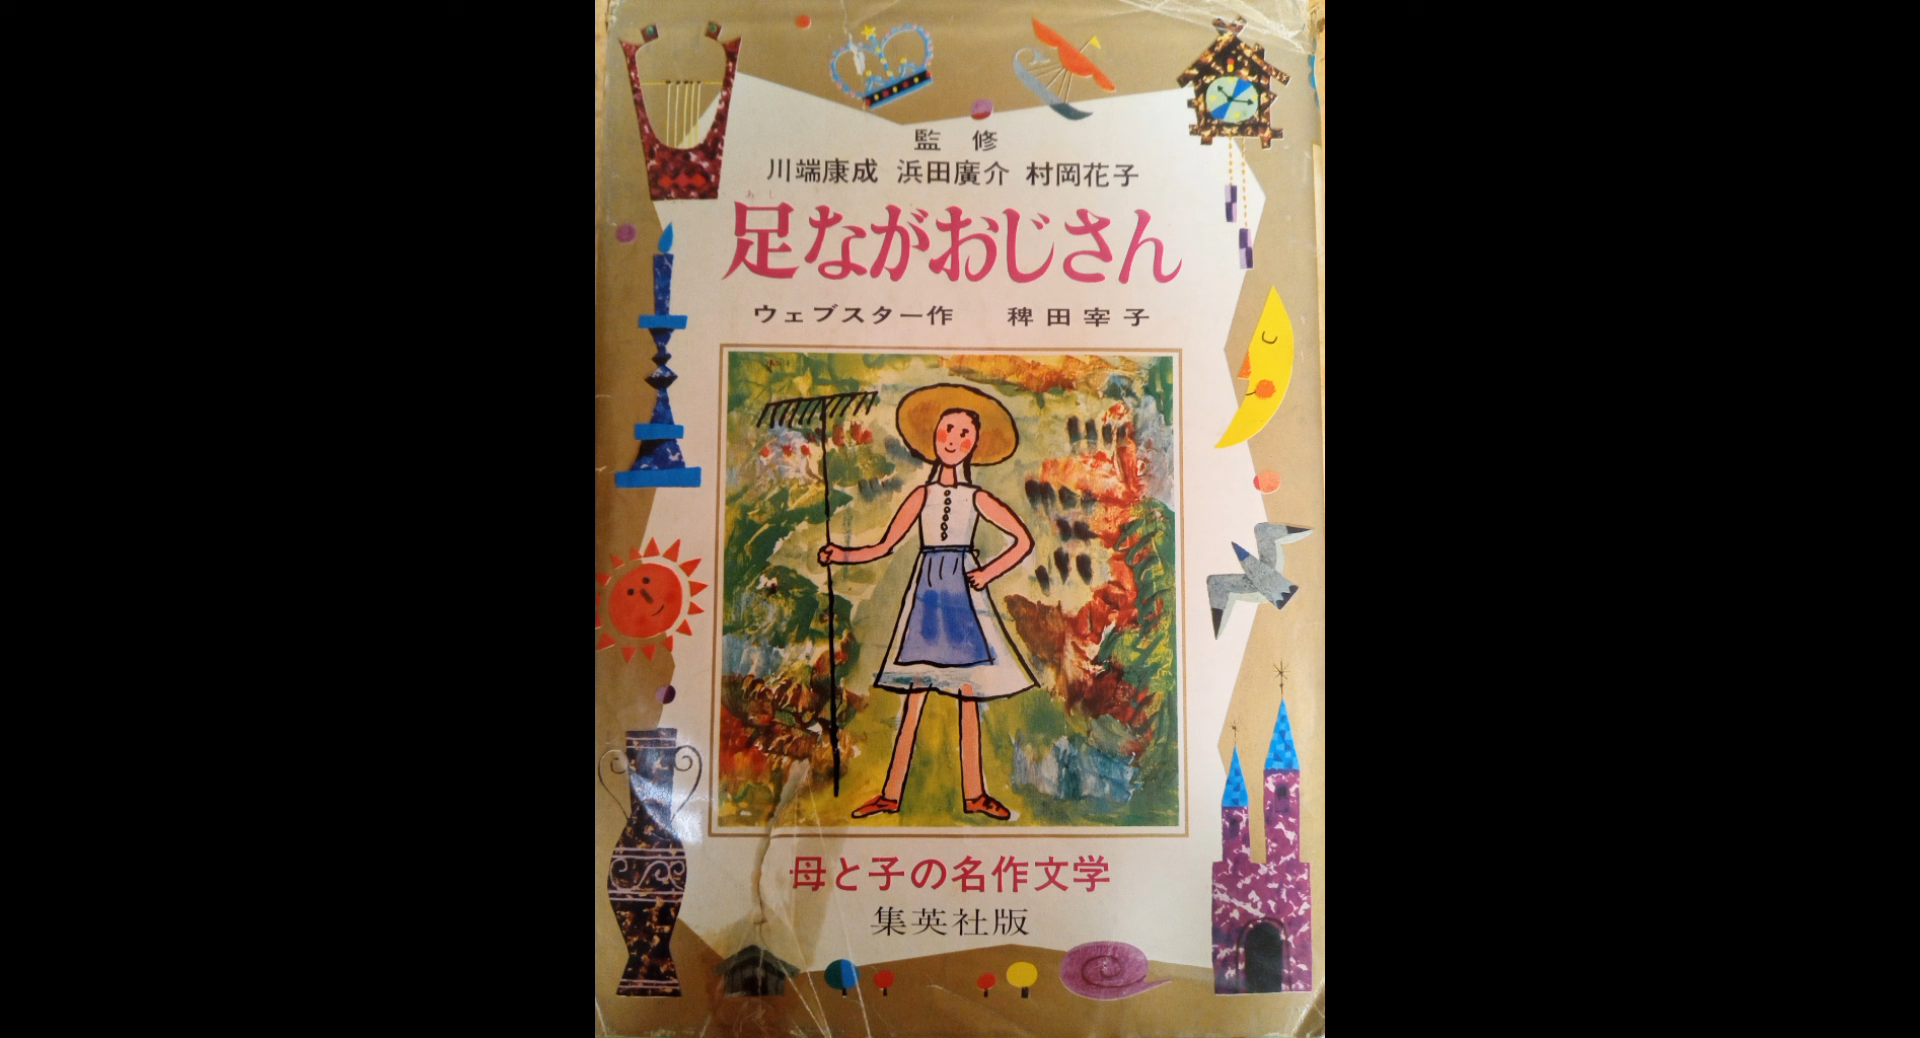 監修
川端康成 浜田廣介 村岡花子
あし
足ながおじさん
ウェブスター作 稗田宰子
母と子の名作文学
集英社版